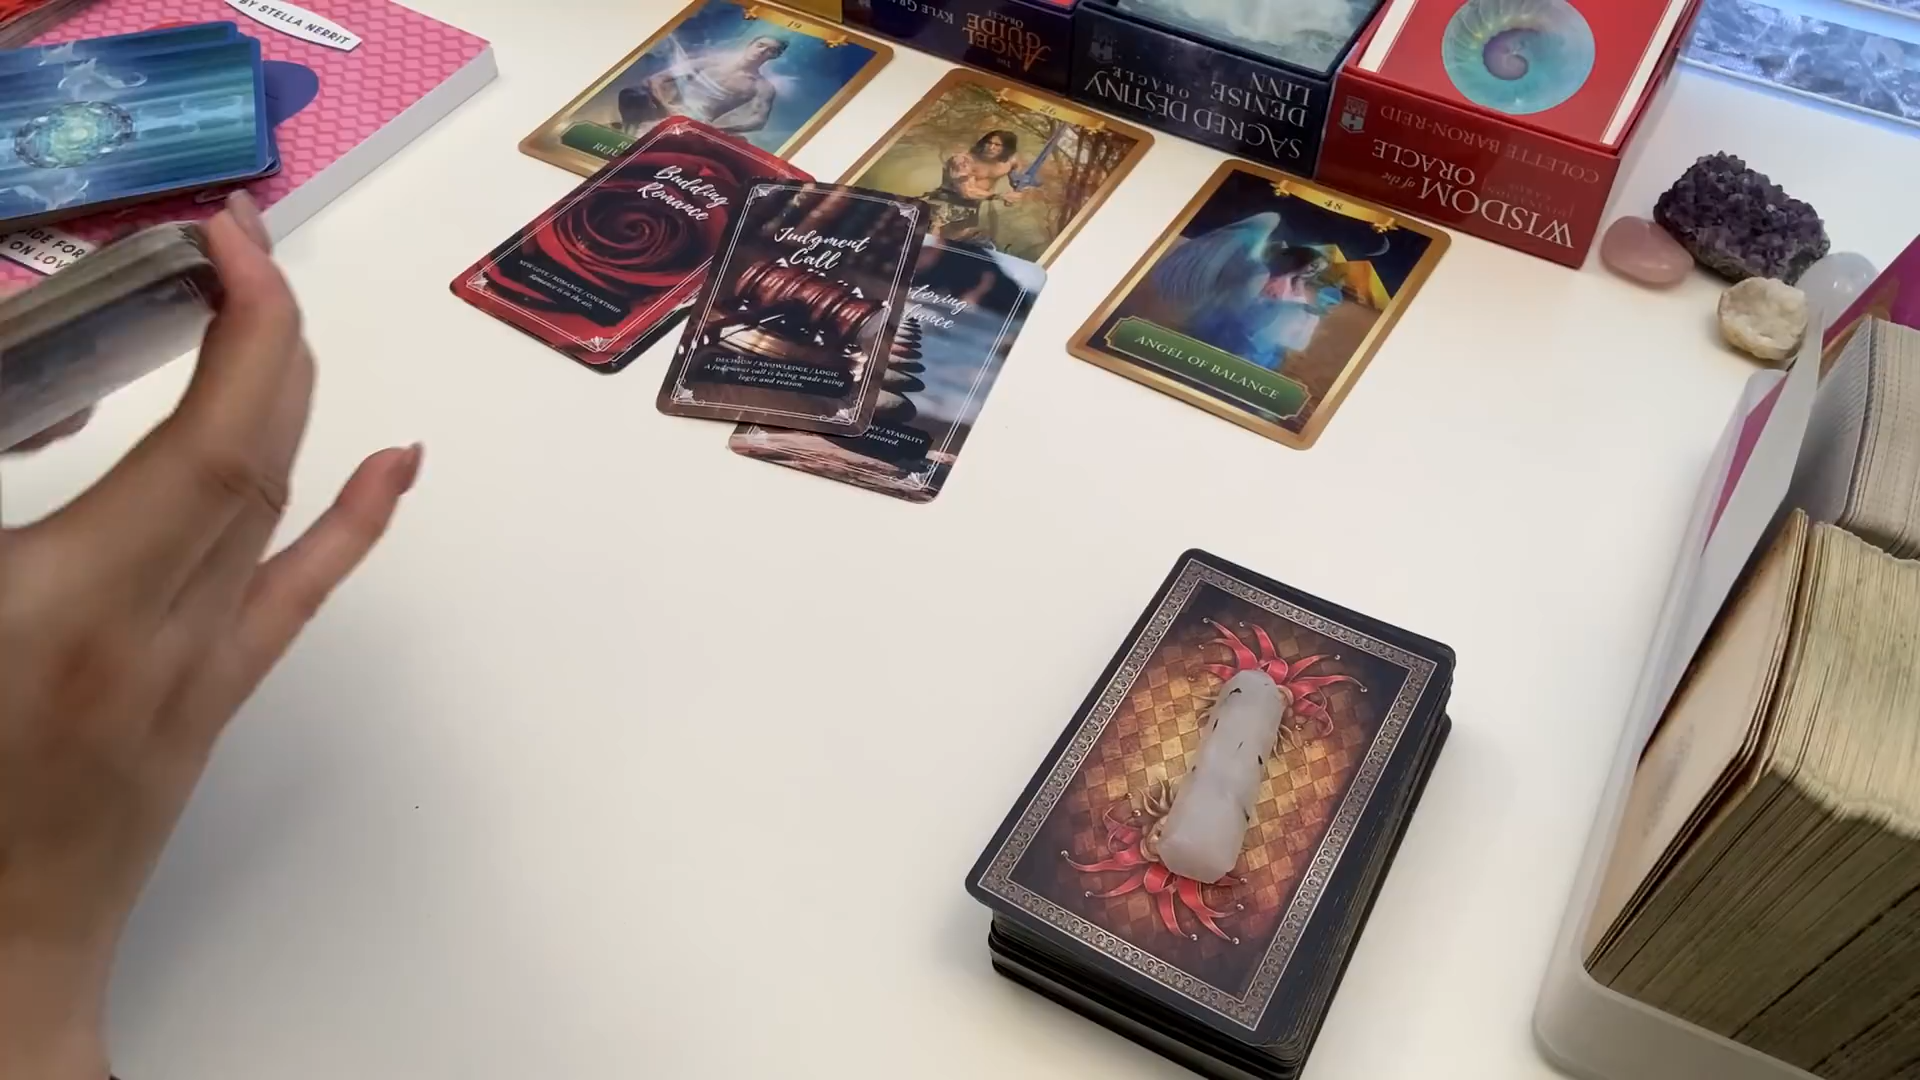 BY STELLA NERRIT
19
THE
ANGEL
GUIDE
ORACLE
KYLE
SACRED DESTINY
ORACLE
DENISE
LINN
WISDOM of the
ORACLE
COLETTE BARON-REID
26
48
ANGEL OF BALANCE
Budding
Romance
NEW LOVE / ROMANCE / COURTSHIP
Romance is in the air.
Judgment
Call
DECISION / KNOWLEDGE / LOGIC
A judgment call is being made using
logic and reason.
/ STABILITY
restored.
ON